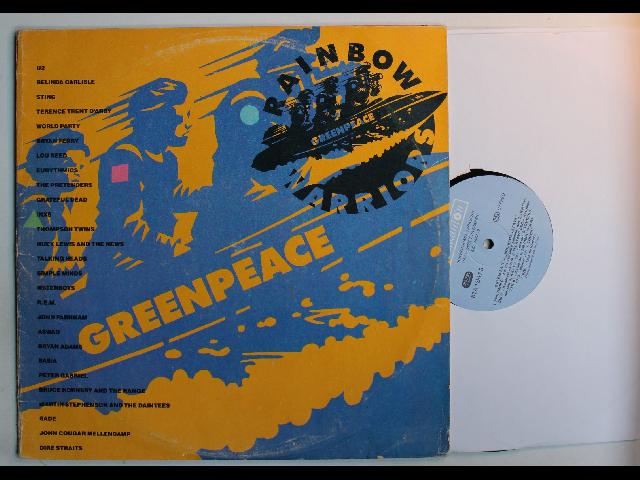 U2
BELINDA CARLISLE
STING
TERENCE TRENT D'ARBY
WORLD PARTY
BRYAN FERRY
LOU REED
EURYTHMICS
THE PRETENDERS
GRATEFUL DEAD
INXS
THOMPSON TWINS
HUEY LEWIS AND THE NEWS
TALKING HEADS
SIMPLE MINDS
WATERBOYS
R.E.M.
JOHN FARNHAM
ASWAD
BRYAN ADAMS
BASIA
PETER GABRIEL
BRUCE HORNSBY AND THE RANGE
MARTIN STEPHENSON AND THE DAINTEES
SADE
JOHN COUGAR MELLENCAMP
DIRE STRAITS
RAINBOW
GREENPEACE
WARRIORS
GREENPEACE